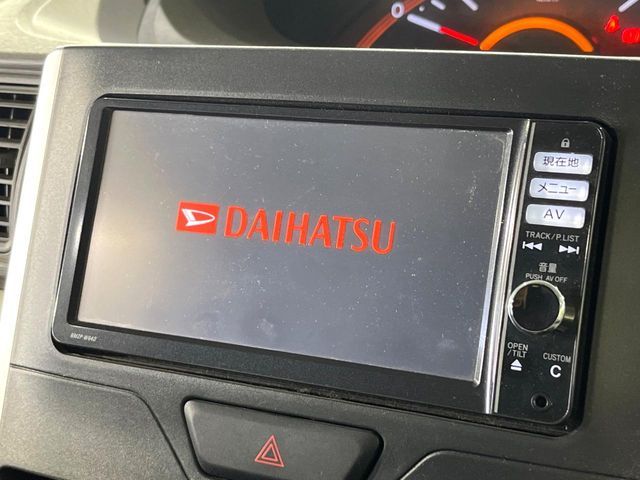 0
現在地
メニュー
AV
TRACK/P.LIST
DAIHATSU
音量
PUSH AV OFF
OPEN
/TILT
CUSTOM
C